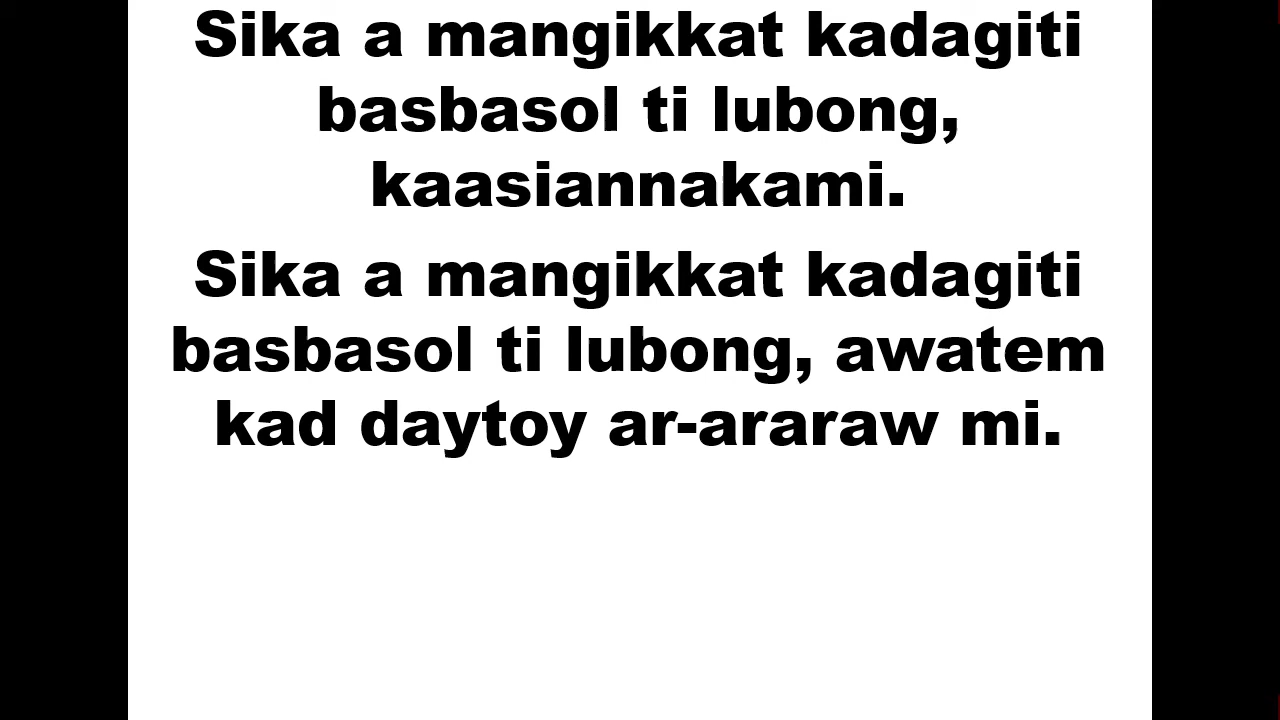 Sika a mangikkat kadagiti
basbasol ti lubong,
kaasiannakami.
Sika a mangikkat kadagiti
basbasol ti lubong, awatem
kad daytoy ar-araraw mi.